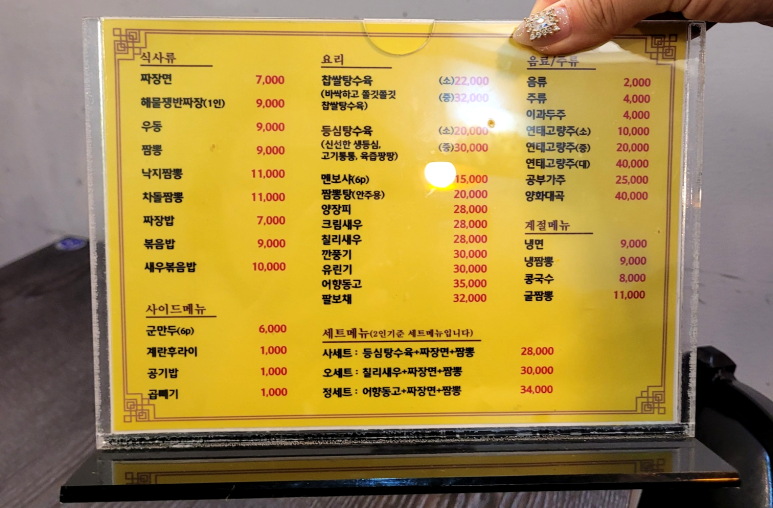 식사류
짜장면 7,000
해물쟁반짜장(1인) 9,000
우동 9,000
짬뽕 9,000
낙지짬뽕 11,000
차돌짬뽕 11,000
짜장밥 7,000
볶음밥 9,000
새우볶음밥 10,000
사이드메뉴
군만두(6p) 6,000
계란후라이 1,000
공기밥 1,000
곱빼기 1,000
요리
찹쌀탕수육 (소)22,000
(바싹하고 쫄깃쫄깃 (중)32,000
찹쌀탕수육)
등심탕수육 (소)20,000
(신선한 생등심, (중)30,000
고기통통, 육즙팡팡)
멘보샤(6p) 15,000
짬뽕탕(안주용) 20,000
양장피 28,000
크림새우 28,000
칠리새우 28,000
깐풍기 30,000
유린기 30,000
어향동고 35,000
팔보채 32,000
세트메뉴(2인기준 세트메뉴입니다)
사세트 : 등심탕수육+짜장면+짬뽕 28,000
오세트 : 칠리새우+짜장면+짬뽕 30,000
정세트 : 어향동고+짜장면+짬뽕 34,000
음료/주류
음류 2,000
주류 4,000
이과두주 4,000
연태고량주(소) 10,000
연태고량주(중) 20,000
연태고량주(대) 40,000
공부가주 25,000
양화대곡 40,000
계절메뉴
냉면 9,000
냉짬뽕 9,000
콩국수 8,000
굴짬뽕 11,000